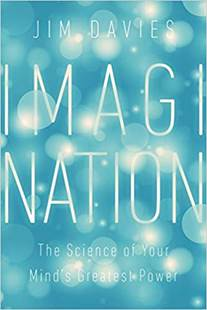 JIM DAVIES
IMAGI
NATION
The Science of Your
Mind's Greatest Power